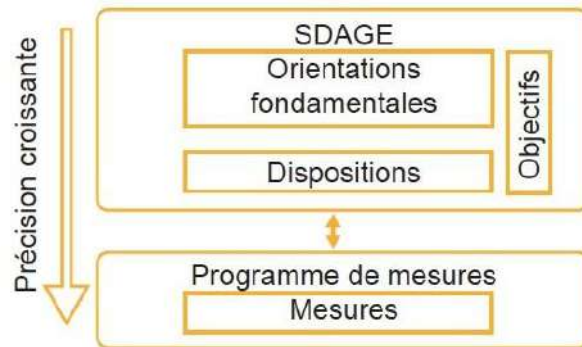 Précision croissante
SDAGE
Orientations
fondamentales
Objectifs
Dispositions
Programme de mesures
Mesures